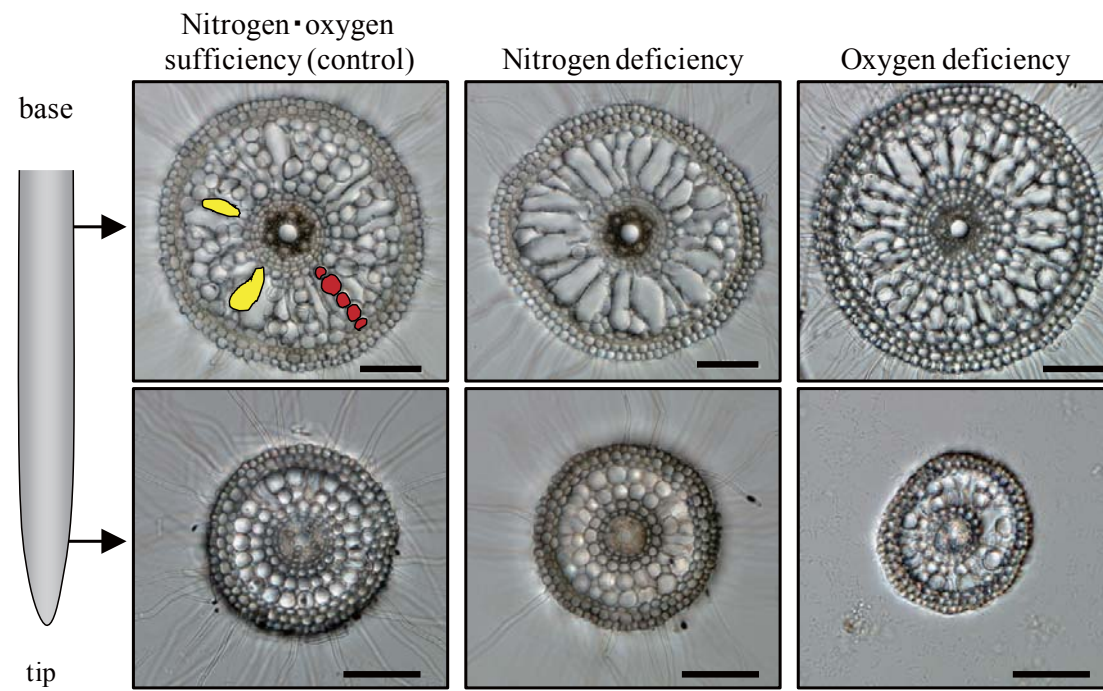 Nitrogen・oxygen
sufficiency (control)
Nitrogen deficiency
Oxygen deficiency
base
tip